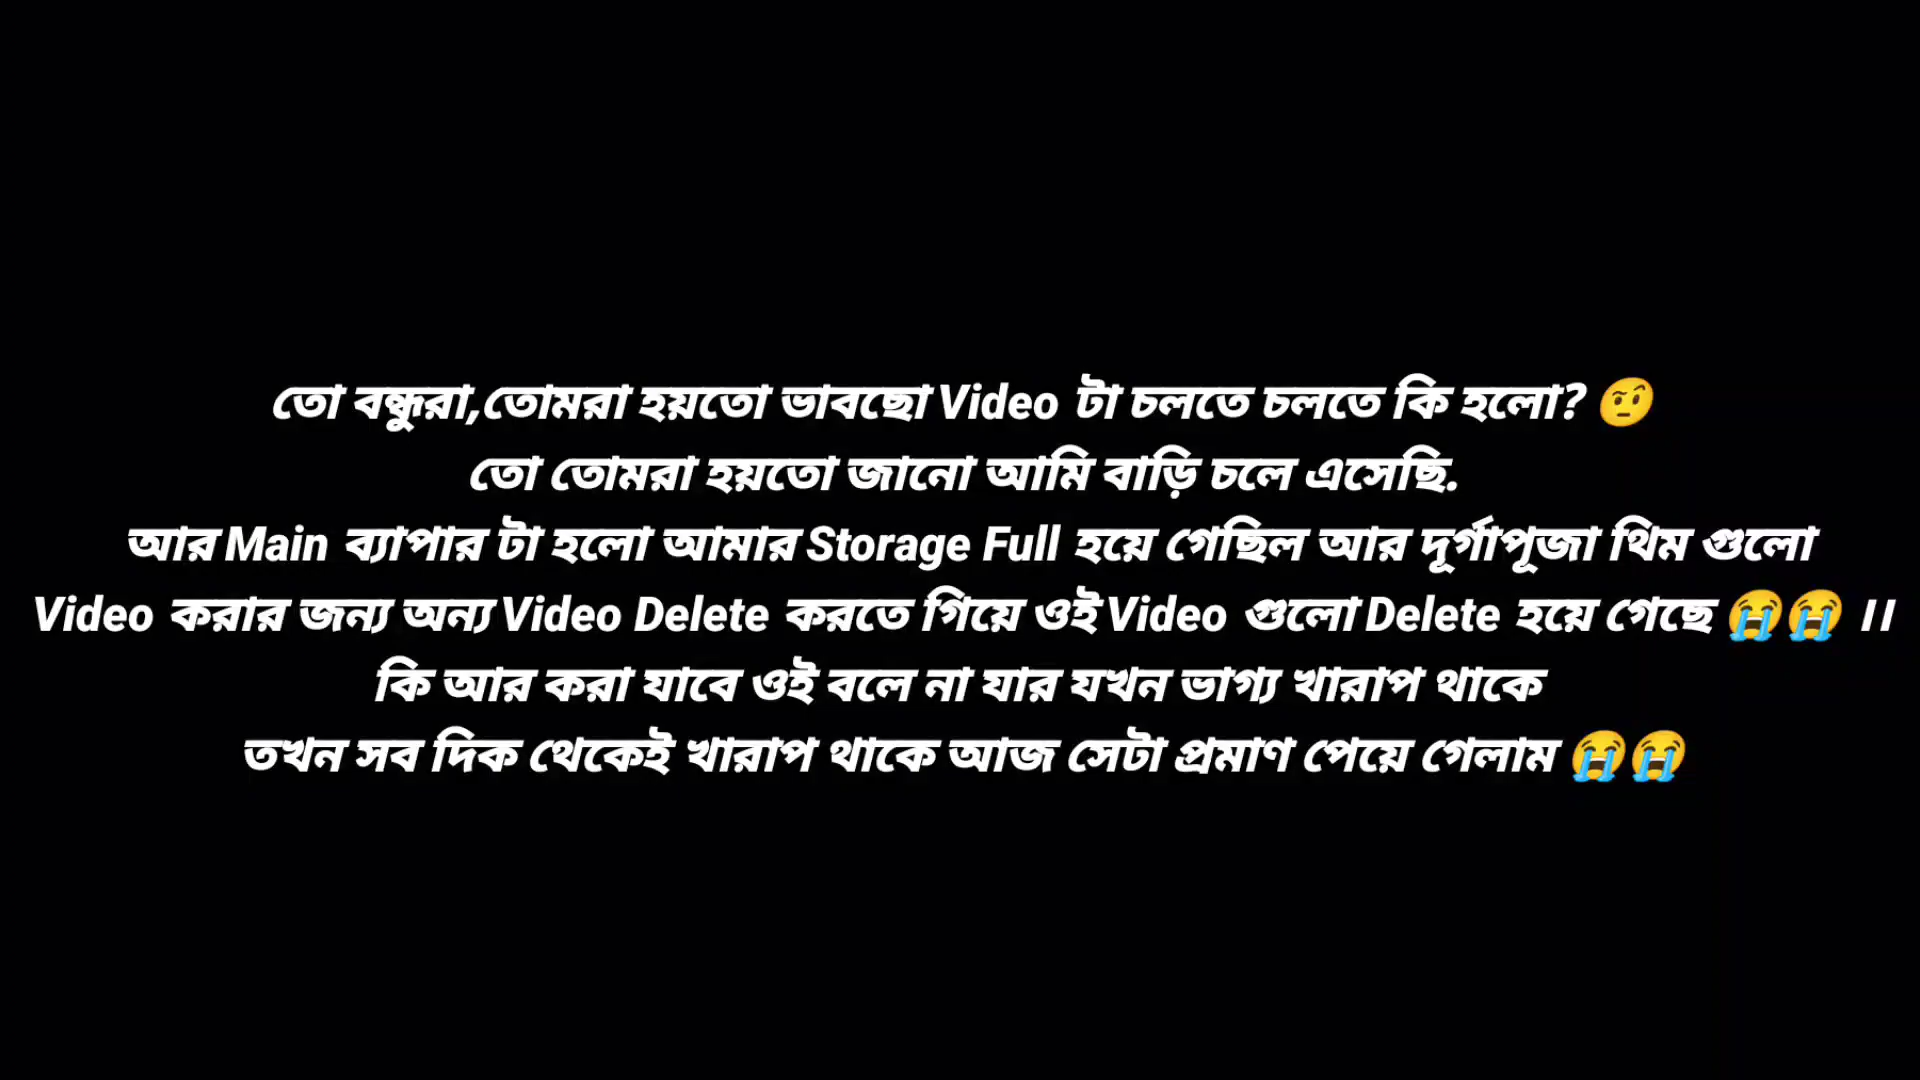 তো বন্ধুরা,তোমরা হয়তো ভাবছো Video টা চলতে চলতে কি হলো? 🤨
তো তোমরা হয়তো জানো আমি বাড়ি চলে এসেছি.
আর Main ব্যাপার টা হলো আমার Storage Full হয়ে গেছিল আর দূর্গাপূজা থিম গুলো
Video করার জন্য অন্য Video Delete করতে গিয়ে ওই Video গুলো Delete হয়ে গেছে 😭😭 ।।
কি আর করা যাবে ওই বলে না যার যখন ভাগ্য খারাপ থাকে
তখন সব দিক থেকেই খারাপ থাকে আজ সেটা প্রমাণ পেয়ে গেলাম 😭😭